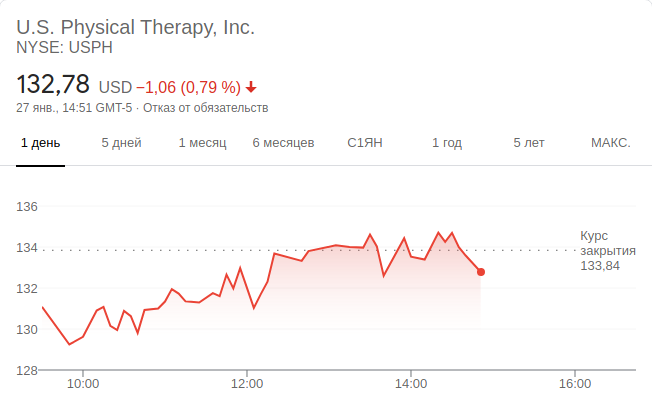 U.S. Physical Therapy, Inc.
NYSE: USPH
132,78 USD −1,06 (0,79 %)
27 янв., 14:51 GMT-5 · Отказ от обязательств
1 день 5 дней 1 месяц 6 месяцев С1ЯН 1 год 5 лет МАКС.
136
134
132
130
128
Курс
закрытия
133,84
10:00 12:00 14:00 16:00